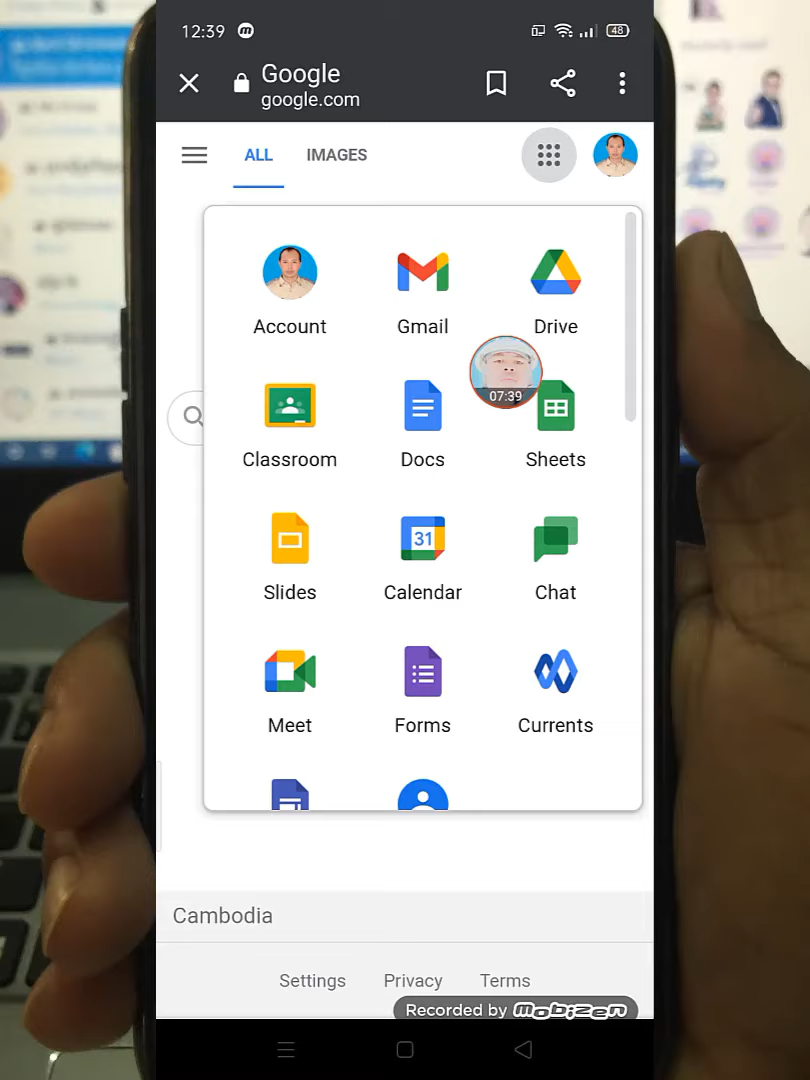 12:39
48
Google
google.com
ALL IMAGES
Account Gmail Drive
07:39
Classroom Docs Sheets
31
Slides Calendar Chat
Meet Forms Currents
Cambodia
Settings Privacy Terms
Recorded by mobizen